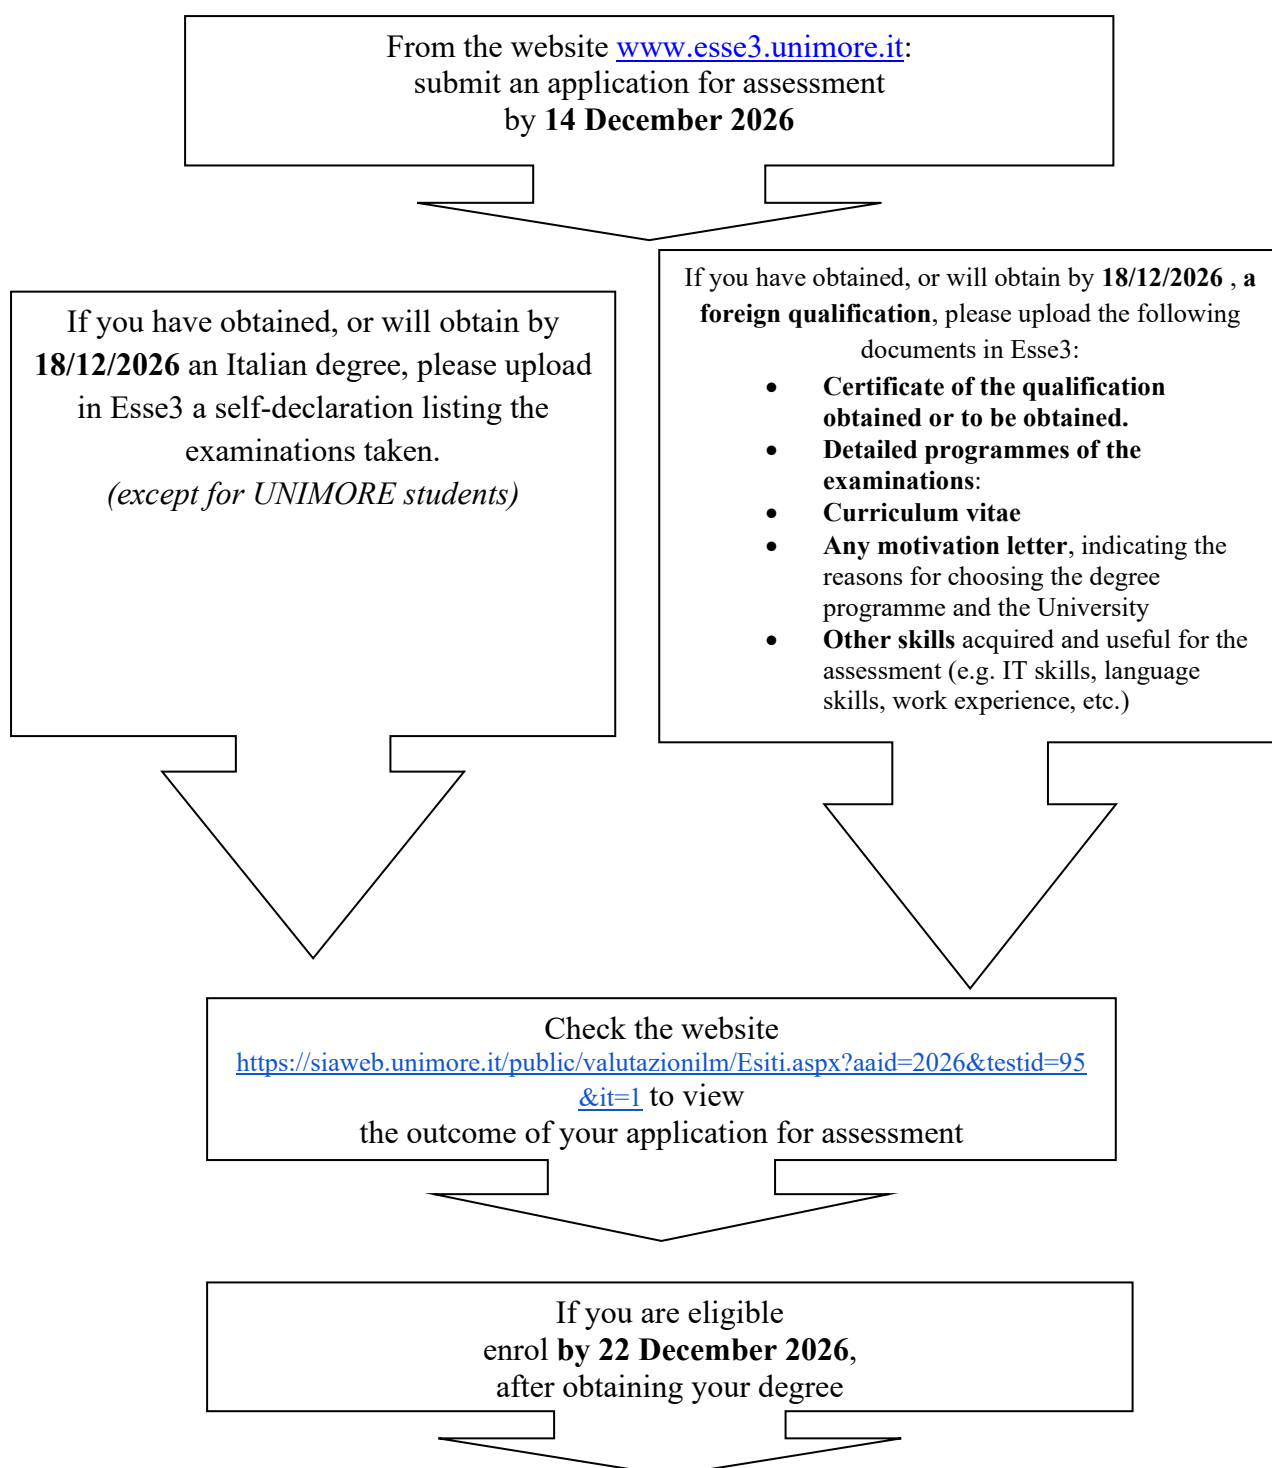 From the website www.esse3.unimore.it:
submit an application for assessment
by 14 December 2026
If you have obtained, or will obtain by
18/12/2026 an Italian degree, please upload
in Esse3 a self-declaration listing the
examinations taken.
(except for UNIMORE students)
If you have obtained, or will obtain by 18/12/2026 , a
foreign qualification, please upload the following
documents in Esse3:
• Certificate of the qualification
obtained or to be obtained.
• Detailed programmes of the
examinations:
• Curriculum vitae
• Any motivation letter, indicating the
reasons for choosing the degree
programme and the University
• Other skills acquired and useful for the
assessment (e.g. IT skills, language
skills, work experience, etc.)
Check the website
https://siaweb.unimore.it/public/valutazionilm/Esiti.aspx?aaid=2026&testid=95
&it=1 to view
the outcome of your application for assessment
If you are eligible
enrol by 22 December 2026,
after obtaining your degree